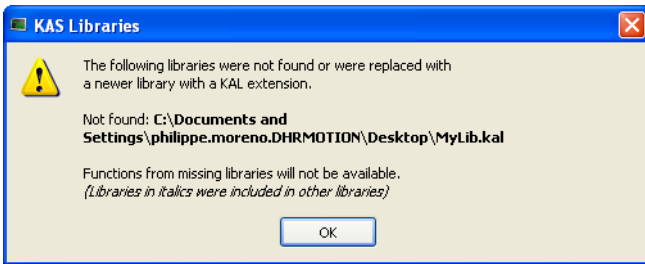 KAS Libraries
The following libraries were not found or were replaced with
a newer library with a KAL extension.
Not found: C:\Documents and
Settings\philippe.moreno.DHRMOTION\Desktop\MyLib.kal
Functions from missing libraries will not be available.
(Libraries in italics were included in other libraries)
OK